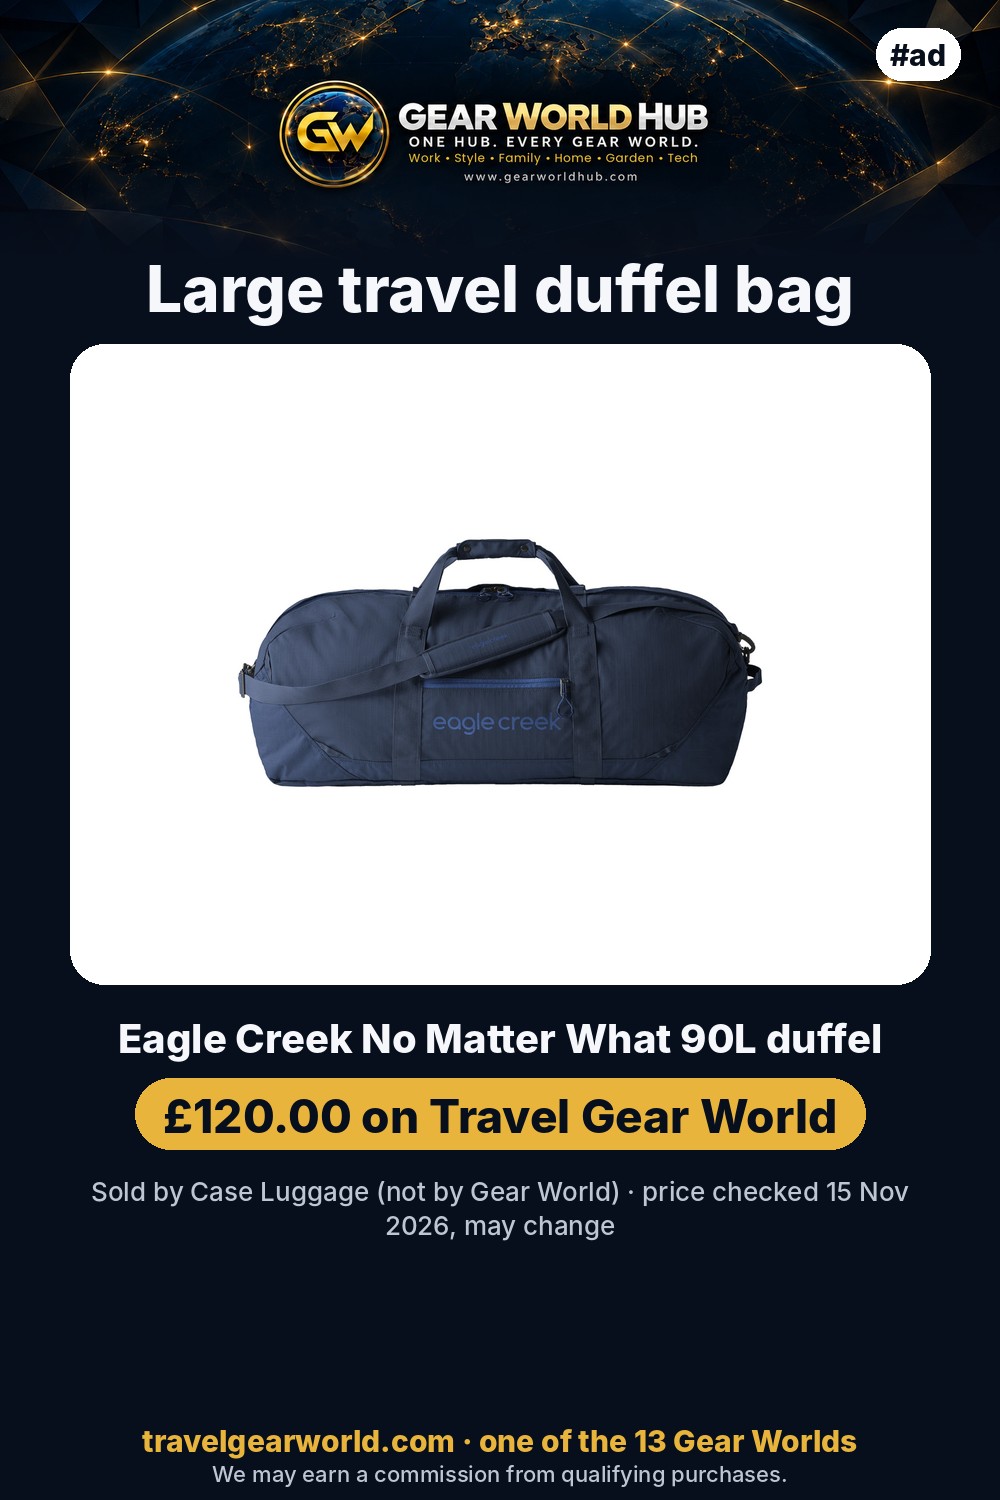 #ad
GW
GEAR WORLD HUB
ONE HUB. EVERY GEAR WORLD.
Work • Style • Family • Home • Garden • Tech
www.gearworldhub.com
Large travel duffel bag
eagle creek
Eagle Creek No Matter What 90L duffel
£120.00 on Travel Gear World
Sold by Case Luggage (not by Gear World) · price checked 15 Nov
2026, may change
travelgearworld.com · one of the 13 Gear Worlds
We may earn a commission from qualifying purchases.